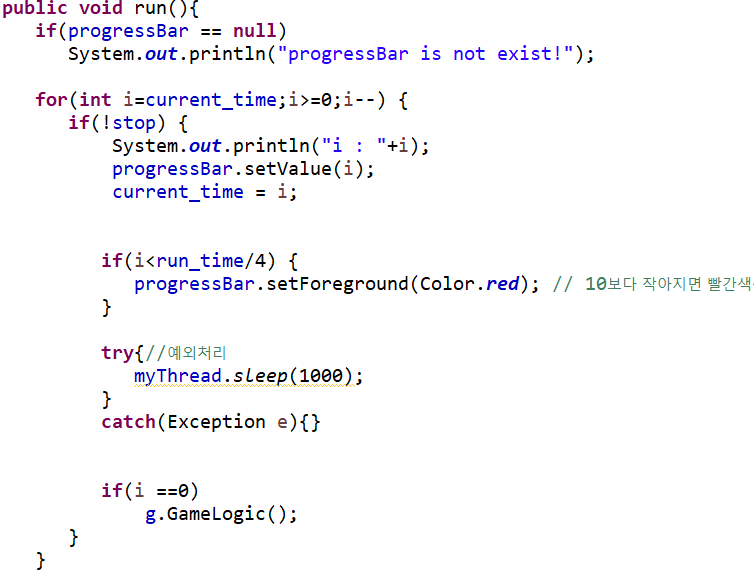 public void run(){
if(progressBar == null)
System.out.println("progressBar is not exist!");
for(int i=current_time;i>=0;i--) {
if(!stop) {
System.out.println("i : "+i);
progressBar.setValue(i);
current_time = i;
if(i<run_time/4) {
progressBar.setForeground(Color.red); // 10보다 작아지면 빨간색
}
try{//예외처리
myThread.sleep(1000);
}
catch(Exception e){}
if(i ==0)
g.GameLogic();
}
}